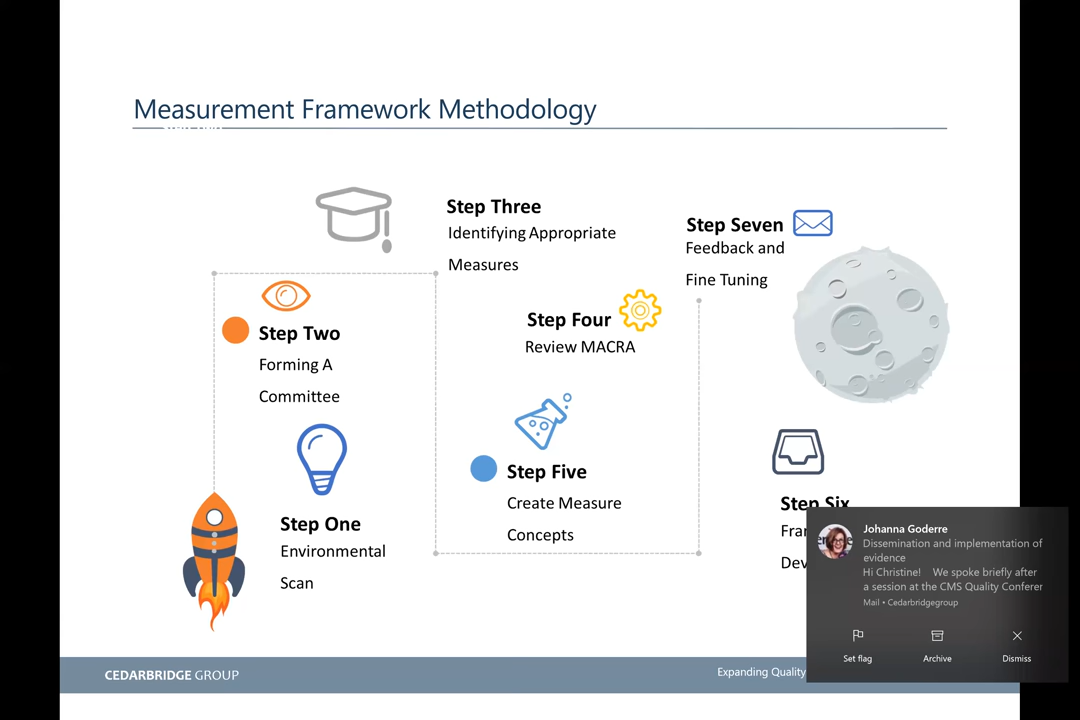 Measurement Framework Methodology
Step Three
Identifying Appropriate
Measures
Step Seven
Feedback and
Fine Tuning
Step Two
Forming A
Committee
Step Four
Review MACRA
Step Five
Create Measure
Concepts
Step Six
Step One
Environmental
Scan
Johanna Goderre
Dissemination and implementation of
evidence
Hi Christine! We spoke briefly after
a session at the CMS Quality Conferer
Mail • Cedarbridgegroup
Set flag
Archive
Dismiss
CEDARBRIDGE GROUP
Expanding Quality